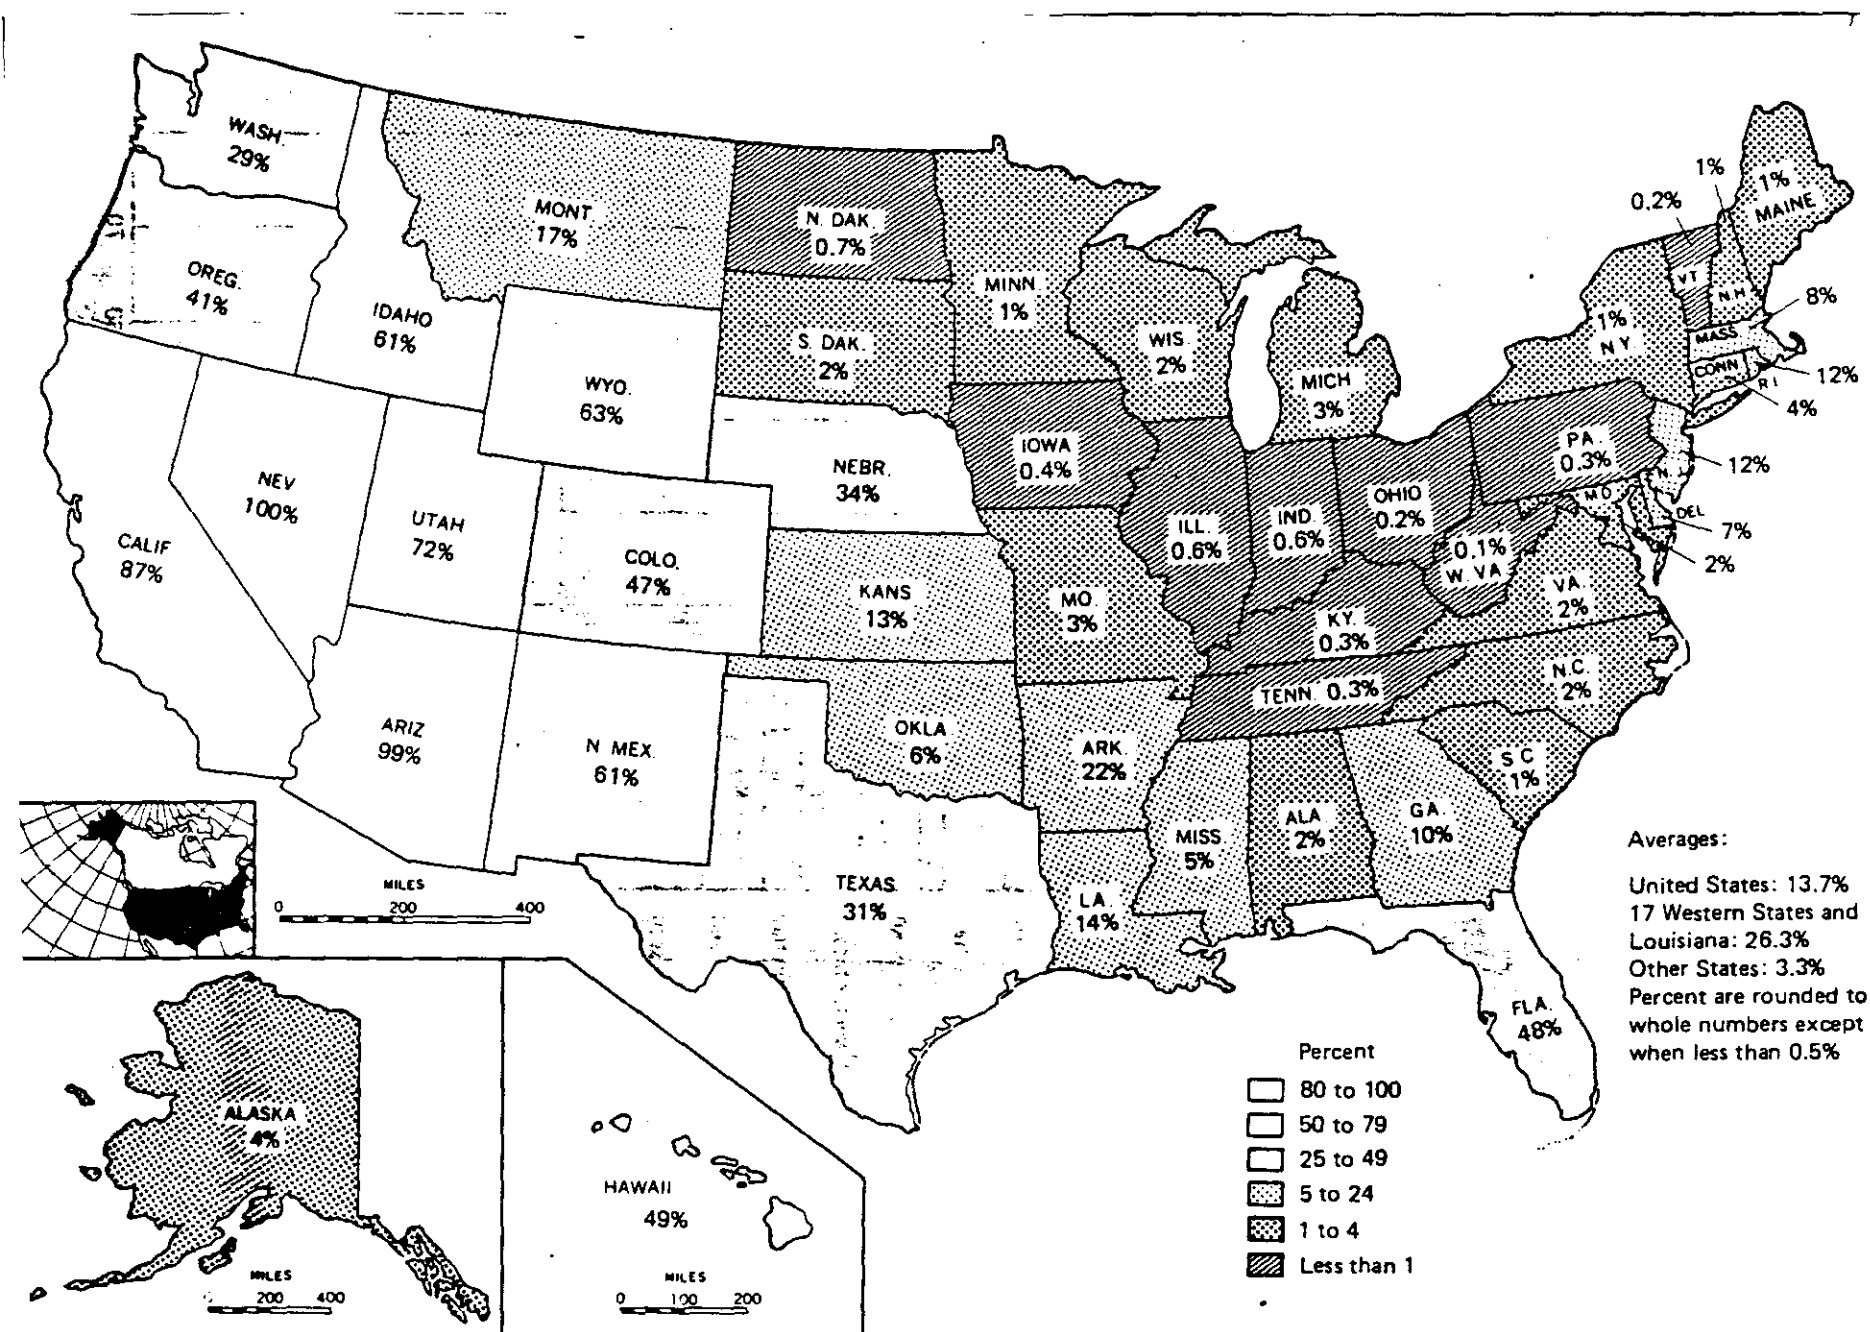 WASH.
29%
OREG.
41%
CALIF
87%
NEV
100%
IDAHO
61%
MONT.
17%
WYO.
63%
UTAH
72%
COLO.
47%
ARIZ
99%
N MEX.
61%
N. DAK.
0.7%
S. DAK.
2%
NEBR.
34%
KANS
13%
OKLA
6%
TEXAS
31%
MINN.
1%
IOWA
0.4%
MO.
3%
ARK.
22%
LA.
14%
WIS.
2%
ILL.
0.6%
IND.
0.6%
MICH
3%
OHIO
0.2%
KY.
0.3%
TENN. 0.3%
MISS.
5%
ALA
2%
GA.
10%
FLA.
48%
S C
1%
N.C.
2%
VA.
2%
0.1%
W. VA
PA.
0.3%
1%
N Y.
0.2%
VT
1%
N.H.
1%
MAINE
8%
MASS.
12%
R I
CONN
4%
12%
N. J.
DEL
7%
MD.
2%
MILES
0 200 400
ALASKA
4%
MILES
0 200 400
HAWAII
49%
MILES
0 100 200
Averages:
United States: 13.7%
17 Western States and
Louisiana: 26.3%
Other States: 3.3%
Percent are rounded to
whole numbers except
when less than 0.5%
Percent
80 to 100
50 to 79
25 to 49
5 to 24
1 to 4
Less than 1